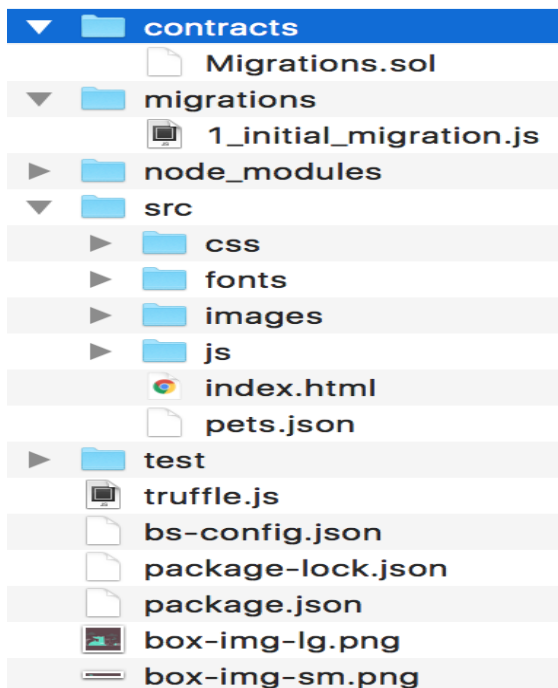 contracts
Migrations.sol
migrations
1_initial_migration.js
node_modules
src
css
fonts
images
js
index.html
pets.json
test
truffle.js
bs-config.json
package-lock.json
package.json
box-img-lg.png
box-img-sm.png